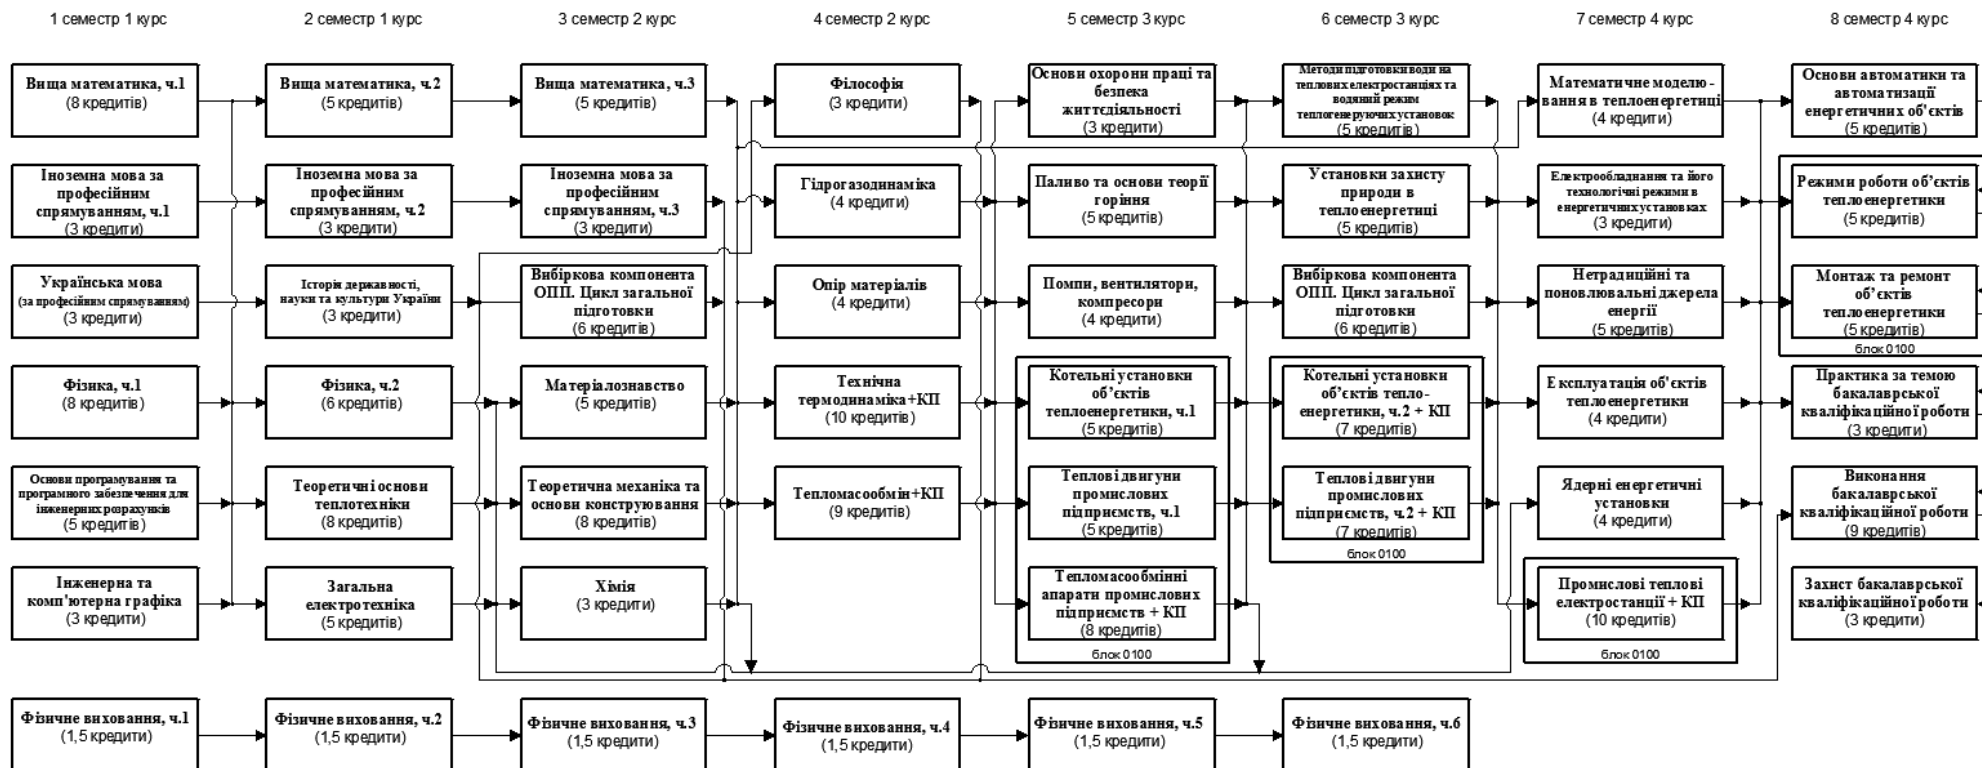 1 семестр 1 курс
2 семестр 1 курс
3 семестр 2 курс
4 семестр 2 курс
5 семестр 3 курс
6 семестр 3 курс
7 семестр 4 курс
8 семестр 4 курс
Вища математика, ч.1
(8 кредитів)
Вища математика, ч.2
(5 кредитів)
Вища математика, ч.3
(5 кредитів)
Філософія
(3 кредити)
Основи охорони праці та
безпека
життєдіяльності
(3 кредити)
Методи підготовки води на
теплових електростанціях та
водяний режим
теплогенеруючих установок
(5 кредитів)
Математичне моделю-
вання в теплоенергетиці
(4 кредити)
Основи автоматики та
автоматизації
енергетичних об'єктів
(5 кредитів)
Іноземна мова за
професійним
спрямуванням, ч.1
(3 кредити)
Іноземна мова за
професійним
спрямуванням, ч.2
(3 кредити)
Іноземна мова за
професійним
спрямуванням, ч.3
(3 кредити)
Гідрогазодинаміка
(4 кредити)
Паливо та основи теорії
горіння
(5 кредитів)
Установки захисту
природи в
теплоенергетиці
(5 кредитів)
Електрообладнання та його
технологічні режими в
енергетичних установках
(3 кредити)
Режими роботи об’єктів
теплоенергетики
(5 кредитів)
Українська мова
(за професійним спрямуванням)
(3 кредити)
Історія державності,
науки та культури України
(3 кредити)
Вибіркова компонента
ОПП. Цикл загальної
підготовки
(6 кредитів)
Опір матеріалів
(4 кредити)
Помпи, вентилятори,
компресори
(4 кредити)
Вибіркова компонента
ОПП. Цикл загальної
підготовки
(6 кредитів)
Нетрадиційні та
поновлювальні джерела
енергії
(5 кредитів)
Монтаж та ремонт
об’єктів
теплоенергетики
(5 кредитів)
блок 0100
Фізика, ч.1
(8 кредитів)
Фізика, ч.2
(6 кредитів)
Матеріалознавство
(5 кредитів)
Технічна
термодинаміка+КП
(10 кредитів)
Котельні установки
об’єктів
теплоенергетики, ч.1
(5 кредитів)
Котельні установки
об’єктів тепло-
енергетики, ч.2 + КП
(7 кредитів)
Експлуатація об'єктів
теплоенергетики
(4 кредити)
Практика за темою
бакалаврської
кваліфікаційної роботи
(3 кредити)
Основи програмування та
програмного забезпечення для
інженерних розрахунків
(5 кредитів)
Теоретичні основи
теплотехніки
(8 кредитів)
Теоретична механіка та
основи конструювання
(8 кредитів)
Тепломасообмін+КП
(9 кредитів)
Теплові двигуни
промислових
підприємств, ч.1
(5 кредитів)
Теплові двигуни
промислових
підприємств, ч.2 + КП
(7 кредитів)
блок 0100
Ядерні енергетичні
установки
(4 кредити)
Виконання
бакалаврської
кваліфікаційної роботи
(9 кредитів)
Інженерна та
комп'ютерна графіка
(3 кредити)
Загальна
електротехніка
(5 кредитів)
Хімія
(3 кредити)
Тепломасообмінні
апарати промислових
підприємств + КП
(8 кредитів)
блок 0100
Промислові теплові
електростанції + КП
(10 кредитів)
блок 0100
Захист бакалаврської
кваліфікаційної роботи
(3 кредити)
Фізичне виховання, ч.1
(1,5 кредити)
Фізичне виховання, ч.2
(1,5 кредити)
Фізичне виховання, ч.3
(1,5 кредити)
Фізичне виховання, ч.4
(1,5 кредити)
Фізичне виховання, ч.5
(1,5 кредити)
Фізичне виховання, ч.6
(1,5 кредити)